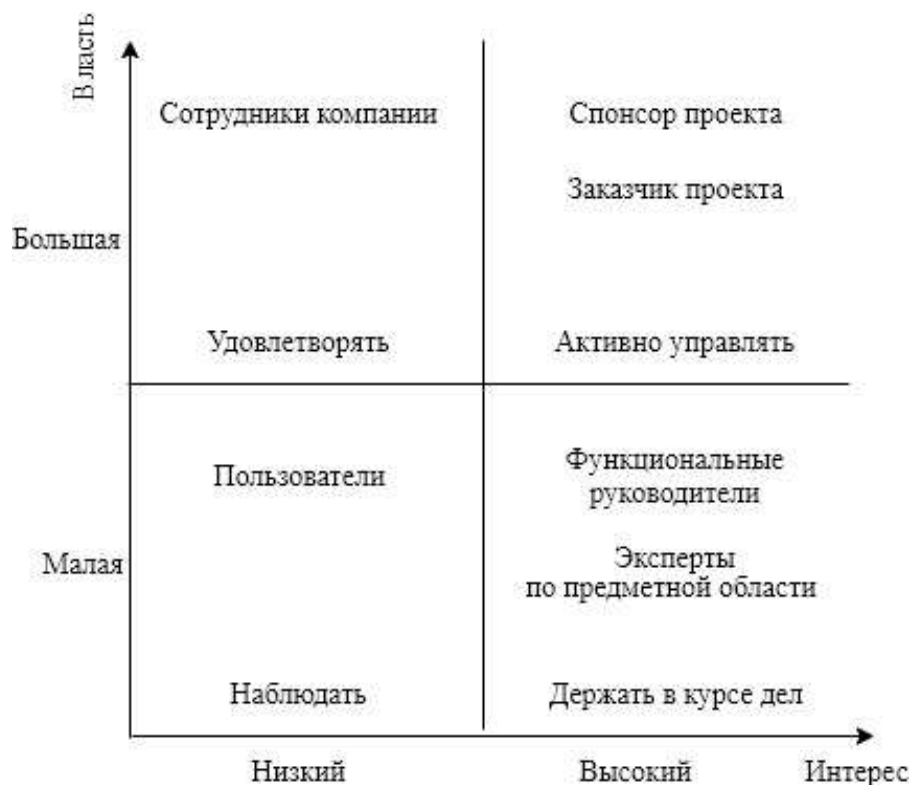 Власть
Сотрудники компании
Спонсор проекта
Заказчик проекта
Большая
Удовлетворять
Активно управлять
Пользователи
Функциональные
руководители
Малая
Эксперты
по предметной области
Наблюдать
Держать в курсе дел
Низкий
Высокий
Интерес